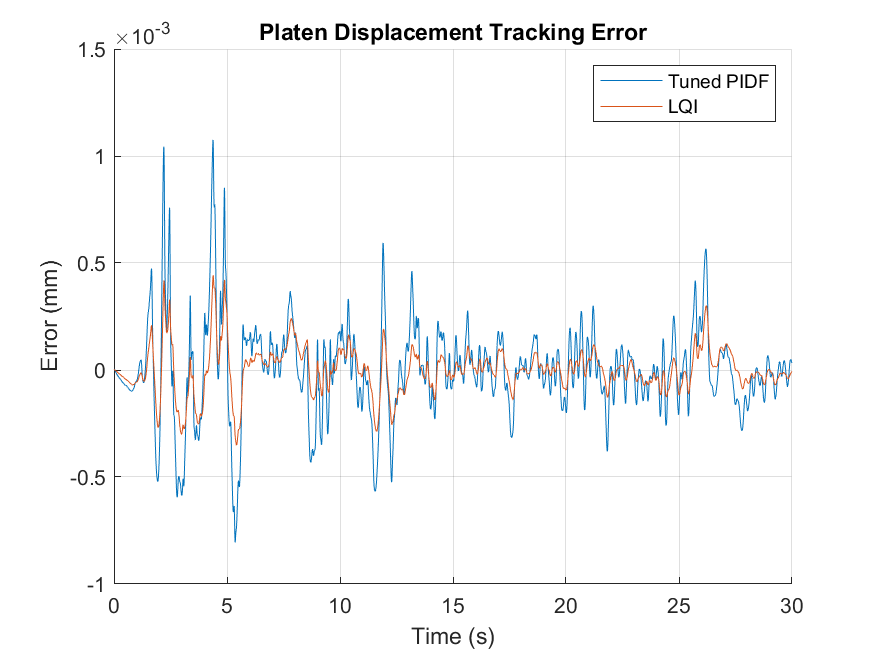 Platen Displacement Tracking Error
×10-3
1.5
1
0.5
0
-0.5
-1
Error (mm)
0 5 10 15 20 25 30
Time (s)
Tuned PIDF
LQI